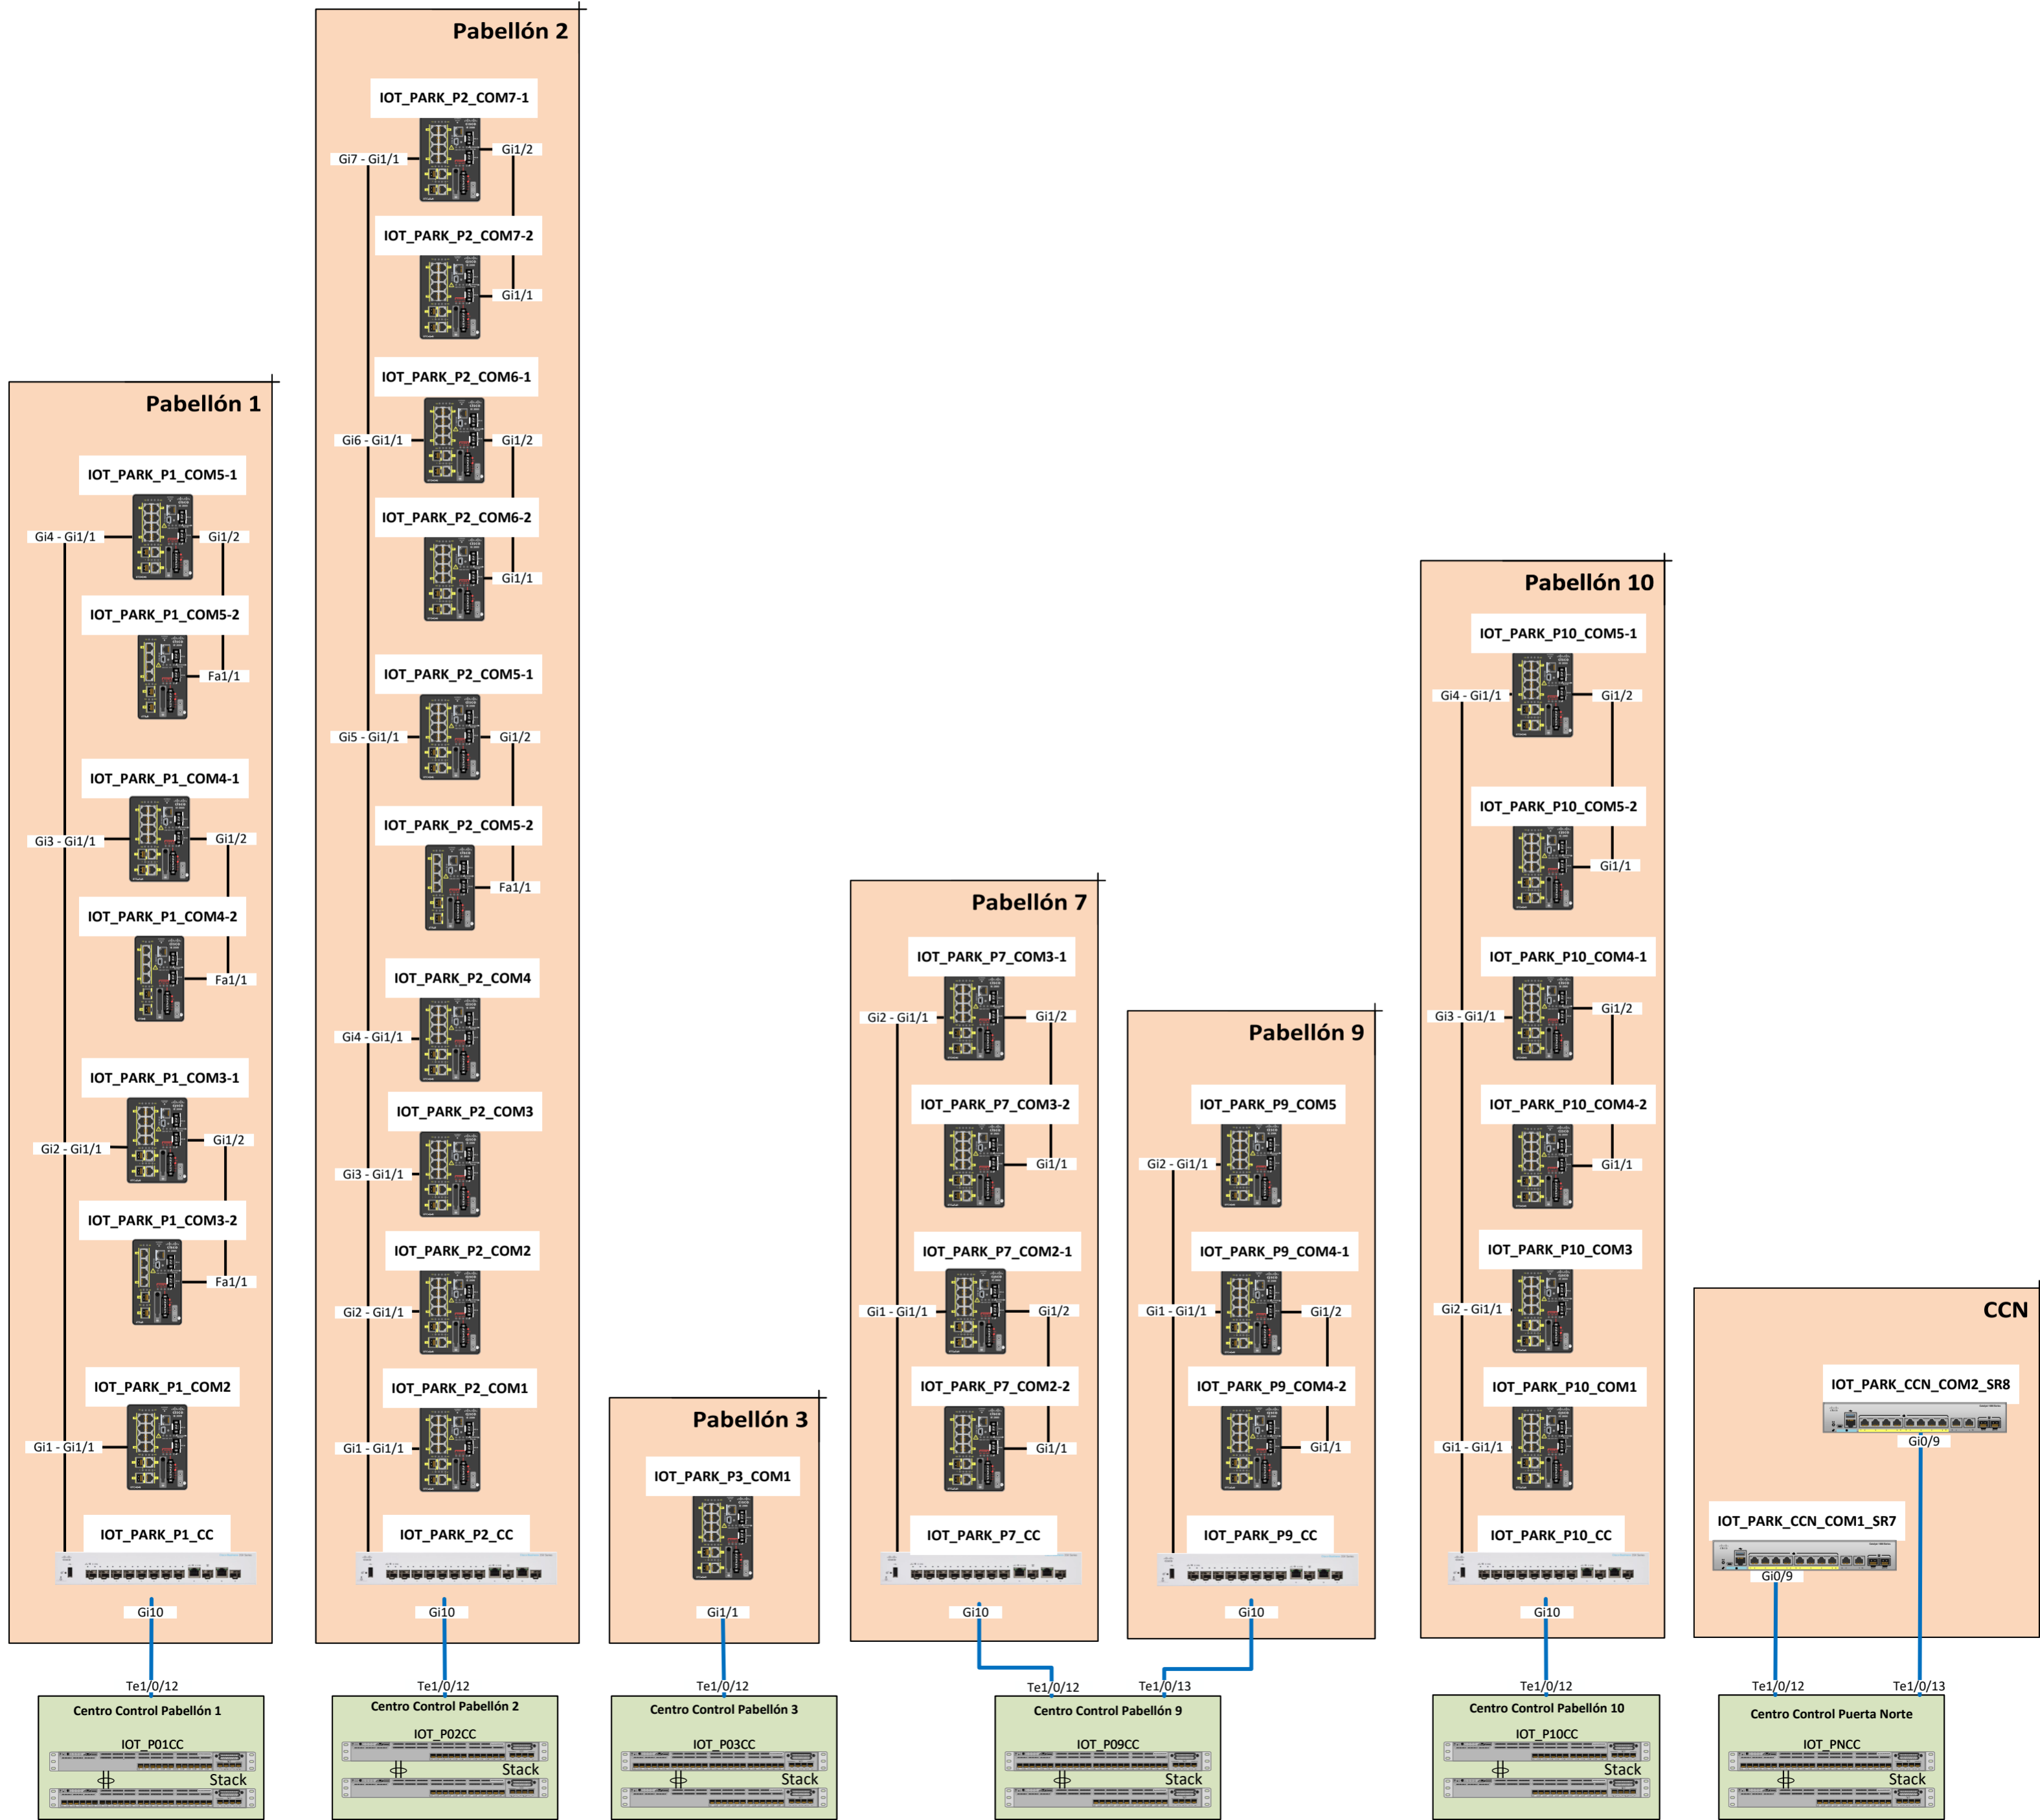 Pabellón 1
IOT_PARK_P1_COM5-1
Gi4 - Gi1/1
Gi1/2
IOT_PARK_P1_COM5-2
Fa1/1
IOT_PARK_P1_COM4-1
Gi3 - Gi1/1
Gi1/2
IOT_PARK_P1_COM4-2
Fa1/1
IOT_PARK_P1_COM3-1
Gi2 - Gi1/1
Gi1/2
IOT_PARK_P1_COM3-2
Fa1/1
IOT_PARK_P1_COM2
Gi1 - Gi1/1
IOT_PARK_P1_CC
Gi10
Te1/0/12
Centro Control Pabellón 1
IOT_P01CC
Stack
Pabellón 2
IOT_PARK_P2_COM7-1
Gi7 - Gi1/1
Gi1/2
IOT_PARK_P2_COM7-2
Gi1/1
IOT_PARK_P2_COM6-1
Gi6 - Gi1/1
Gi1/2
IOT_PARK_P2_COM6-2
Gi1/1
IOT_PARK_P2_COM5-1
Gi5 - Gi1/1
Gi1/2
IOT_PARK_P2_COM5-2
Fa1/1
IOT_PARK_P2_COM4
Gi4 - Gi1/1
IOT_PARK_P2_COM3
Gi3 - Gi1/1
IOT_PARK_P2_COM2
Gi2 - Gi1/1
IOT_PARK_P2_COM1
Gi1 - Gi1/1
IOT_PARK_P2_CC
Gi10
Te1/0/12
Centro Control Pabellón 2
IOT_P02CC
Stack
Pabellón 3
IOT_PARK_P3_COM1
Gi1/1
Te1/0/12
Centro Control Pabellón 3
IOT_P03CC
Stack
Pabellón 7
IOT_PARK_P7_COM3-1
Gi2 - Gi1/1
Gi1/2
IOT_PARK_P7_COM3-2
Gi1/1
IOT_PARK_P7_COM2-1
Gi1 - Gi1/1
Gi1/2
IOT_PARK_P7_COM2-2
Gi1/1
IOT_PARK_P7_CC
Gi10
Pabellón 9
IOT_PARK_P9_COM5
Gi2 - Gi1/1
IOT_PARK_P9_COM4-1
Gi1 - Gi1/1
Gi1/2
IOT_PARK_P9_COM4-2
Gi1/1
IOT_PARK_P9_CC
Gi10
Te1/0/12
Te1/0/13
Centro Control Pabellón 9
IOT_P09CC
Stack
Pabellón 10
IOT_PARK_P10_COM5-1
Gi4 - Gi1/1
Gi1/2
IOT_PARK_P10_COM5-2
Gi1/1
IOT_PARK_P10_COM4-1
Gi3 - Gi1/1
Gi1/2
IOT_PARK_P10_COM4-2
Gi1/1
IOT_PARK_P10_COM3
Gi2 - Gi1/1
IOT_PARK_P10_COM1
Gi1 - Gi1/1
IOT_PARK_P10_CC
Gi10
Te1/0/12
Centro Control Pabellón 10
IOT_P10CC
Stack
CCN
IOT_PARK_CCN_COM2_SR8
Gi0/9
IOT_PARK_CCN_COM1_SR7
Gi0/9
Te1/0/12
Te1/0/13
Centro Control Puerta Norte
IOT_PNCC
Stack